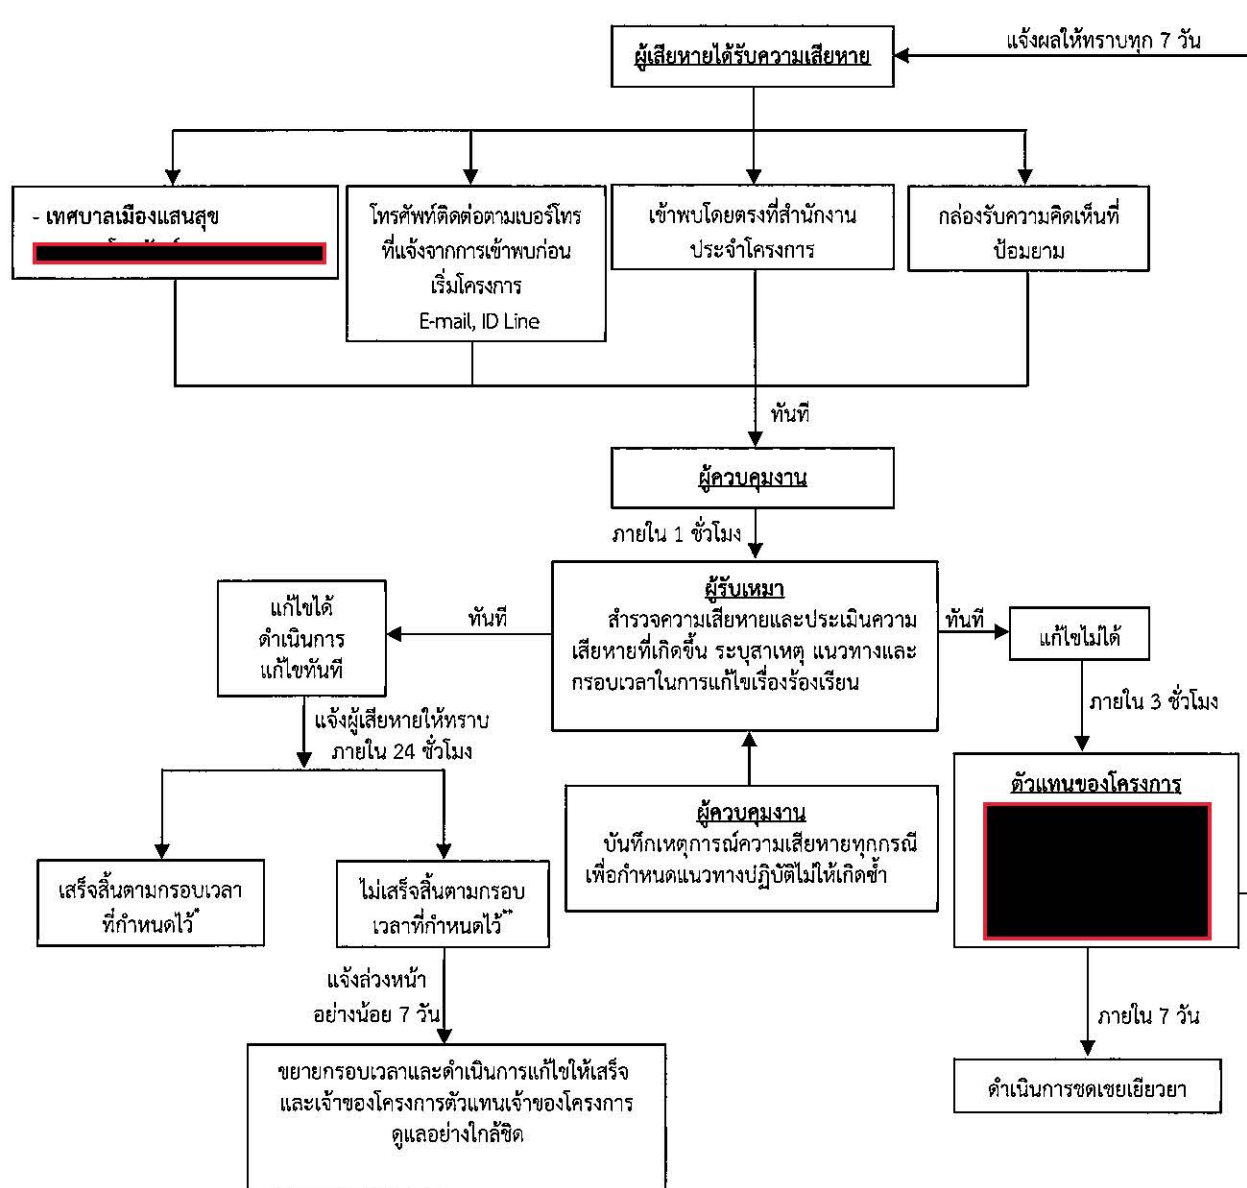 ผู้เสียหายได้รับความเสียหาย
แจ้งผลให้ทราบทุก 7 วัน
- เทศบาลเมืองแสนสุข
โทรศัพท์ติดต่อตามเบอร์โทร
ที่แจ้งจากการเข้าพบก่อน
เริ่มโครงการ
E-mail, ID Line
เข้าพบโดยตรงที่สำนักงาน
ประจำโครงการ
กล่องรับความคิดเห็นที่
ป้อมยาม
ทันที
ผู้ควบคุมงาน
ภายใน 1 ชั่วโมง
ผู้รับเหมา
สำรวจความเสียหายและประเมินความ
เสียหายที่เกิดขึ้น ระบุสาเหตุ แนวทางและ
กรอบเวลาในการแก้ไขเรื่องร้องเรียน
ทันที
แก้ไขได้
ดำเนินการ
แก้ไขทันที
ทันที
แก้ไขไม่ได้
แจ้งผู้เสียหายให้ทราบ
ภายใน 24 ชั่วโมง
ภายใน 3 ชั่วโมง
ผู้ควบคุมงาน
บันทึกเหตุการณ์ความเสียหายทุกกรณี
เพื่อกำหนดแนวทางปฏิบัติไม่ให้เกิดซ้ำ
ตัวแทนของโครงการ
เสร็จสิ้นตามกรอบเวลา
ที่กำหนดไว้*
ไม่เสร็จสิ้นตามกรอบ
เวลาที่กำหนดไว้**
แจ้งล่วงหน้า
อย่างน้อย 7 วัน
ภายใน 7 วัน
ขยายกรอบเวลาและดำเนินการแก้ไขให้เสร็จ
และเจ้าของโครงการตัวแทนเจ้าของโครงการ
ดูแลอย่างใกล้ชิด
ดำเนินการชดเชยเยียวยา